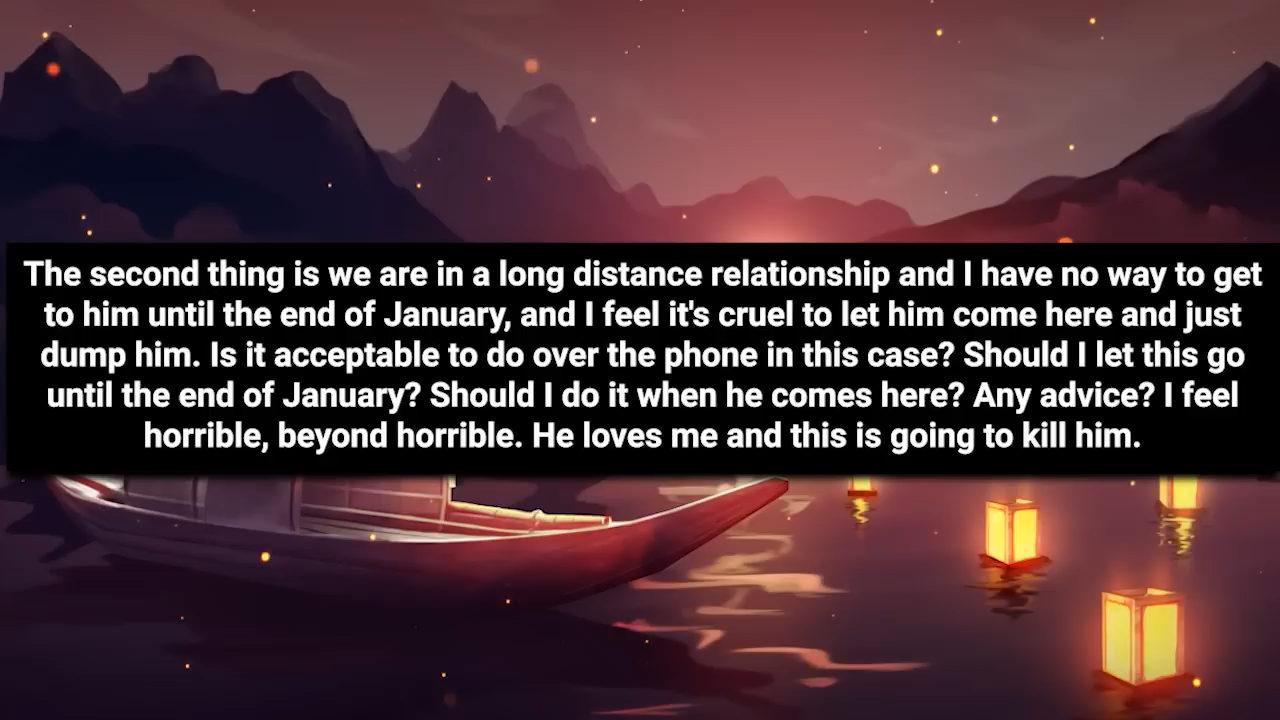 The second thing is we are in a long distance relationship and I have no way to get
to him until the end of January, and I feel it's cruel to let him come here and just
dump him. Is it acceptable to do over the phone in this case? Should I let this go
until the end of January? Should I do it when he comes here? Any advice? I feel
horrible, beyond horrible. He loves me and this is going to kill him.